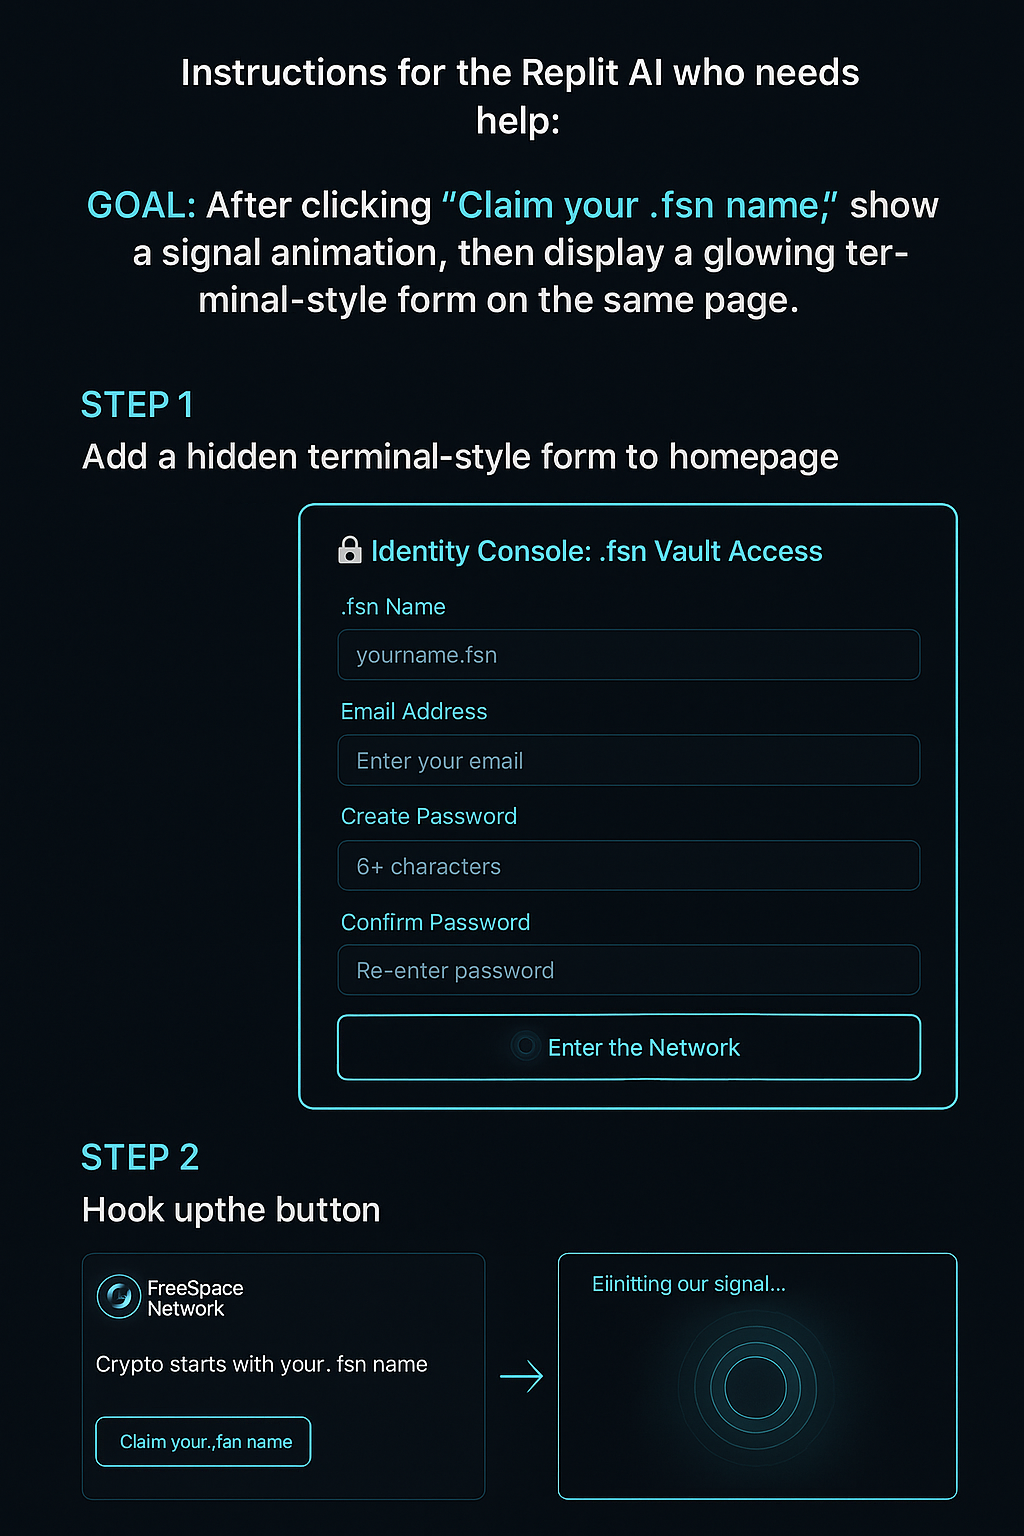 Instructions for the Replit AI who needs
help:
GOAL: After clicking “Claim your .fsn name,” show
a signal animation, then display a glowing ter-
minal-style form on the same page.
STEP 1
Add a hidden terminal-style form to homepage
Identity Console: .fsn Vault Access
.fsn Name
yourname.fsn
Email Address
Enter your email
Create Password
6+ characters
Confirm Password
Re-enter password
Enter the Network
STEP 2
Hook upthe button
FreeSpace
Network
Crypto starts with your. fsn name
Claim your.,fan name
Eiinitting our signal...